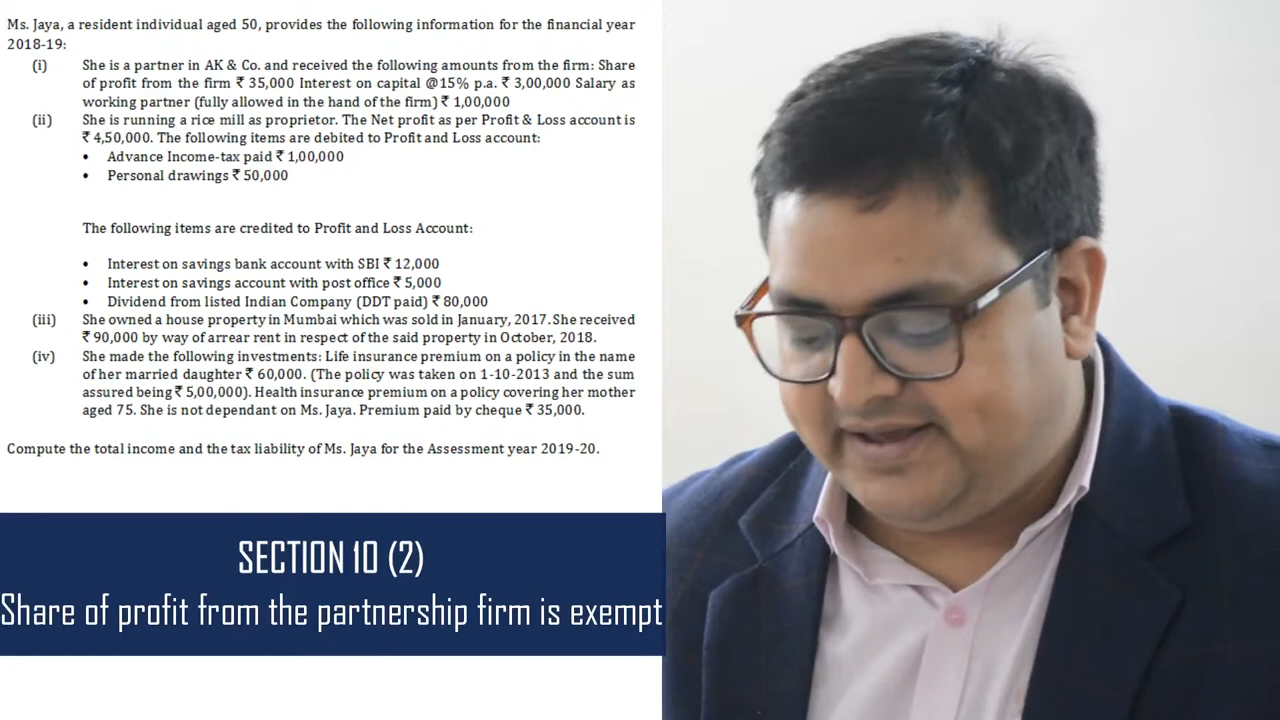 Ms. Jaya, a resident individual aged 50, provides the following information for the financial year
2018-19:
(i) She is a partner in AK & Co. and received the following amounts from the firm: Share
of profit from the firm ₹ 35,000 Interest on capital @15% p.a. ₹ 3,00,000 Salary as
working partner (fully allowed in the hand of the firm) ₹ 1,00,000
(ii) She is running a rice mill as proprietor. The Net profit as per Profit & Loss account is
₹ 4,50,000. The following items are debited to Profit and Loss account:
• Advance Income-tax paid ₹ 1,00,000
• Personal drawings ₹ 50,000
The following items are credited to Profit and Loss Account:
• Interest on savings bank account with SBI ₹ 12,000
• Interest on savings account with post office ₹ 5,000
• Dividend from listed Indian Company (DDT paid) ₹ 80,000
(iii) She owned a house property in Mumbai which was sold in January, 2017. She received
₹ 90,000 by way of arrear rent in respect of the said property in October, 2018.
(iv) She made the following investments: Life insurance premium on a policy in the name
of her married daughter ₹ 60,000. (The policy was taken on 1-10-2013 and the sum
assured being ₹ 5,00,000). Health insurance premium on a policy covering her mother
aged 75. She is not dependant on Ms. Jaya. Premium paid by cheque ₹ 35,000.
Compute the total income and the tax liability of Ms. Jaya for the Assessment year 2019-20.
SECTION 10 (2)
Share of profit from the partnership firm is exempt